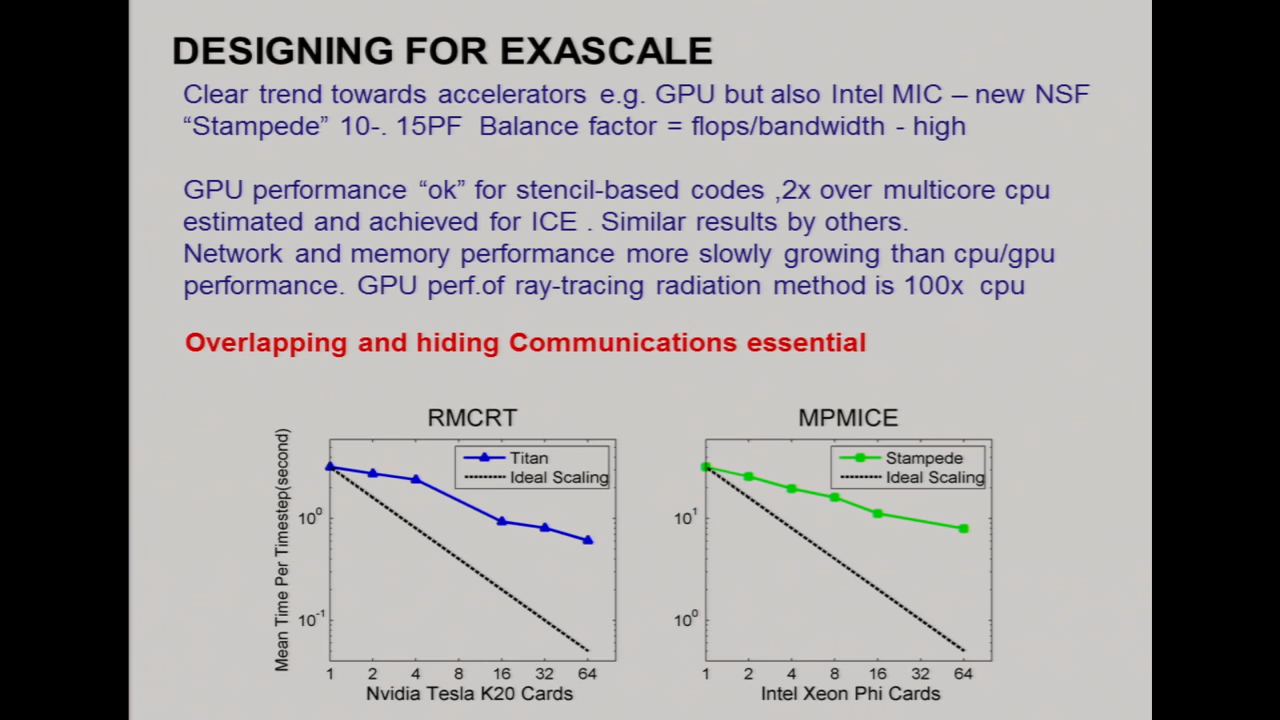 DESIGNING FOR EXASCALE
Clear trend towards accelerators e.g. GPU but also Intel MIC – new NSF
“Stampede” 10-. 15PF Balance factor = flops/bandwidth - high
GPU performance “ok” for stencil-based codes ,2x over multicore cpu
estimated and achieved for ICE . Similar results by others.
Network and memory performance more slowly growing than cpu/gpu
performance. GPU perf.of ray-tracing radiation method is 100x cpu
Overlapping and hiding Communications essential
RMCRT
Mean Time Per Timestep(second)
Titan
Ideal Scaling
10⁰
10⁻¹
1 2 4 8 16 32 64
Nvidia Tesla K20 Cards
MPMICE
Stampede
Ideal Scaling
10¹
10⁰
1 2 4 8 16 32 64
Intel Xeon Phi Cards